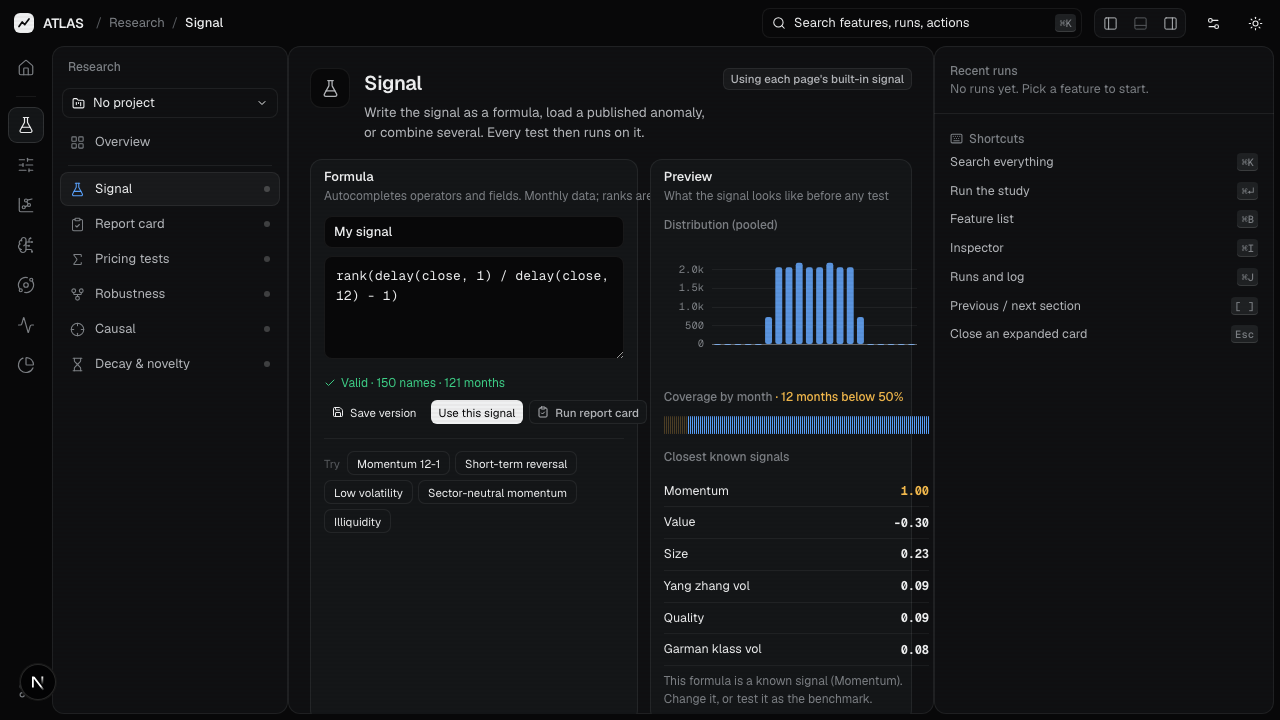 ATLAS / Research / Signal
Search features, runs, actions ⌘K
Research
No project
Overview
Signal
Report card
Pricing tests
Robustness
Causal
Decay & novelty
N
Signal
Using each page's built-in signal
Write the signal as a formula, load a published anomaly,
or combine several. Every test then runs on it.
Formula
Autocompletes operators and fields. Monthly data; ranks are
My signal
rank(delay(close, 1) / delay(close,
12) - 1)
Valid · 150 names · 121 months
Save version
Use this signal
Run report card
Try
Momentum 12-1
Short-term reversal
Low volatility
Sector-neutral momentum
Illiquidity
Preview
What the signal looks like before any test
Distribution (pooled)
2.0k
1.5k
1.0k
500
0
Coverage by month · 12 months below 50%
Closest known signals
Momentum 1.00
Value -0.30
Size 0.23
Yang zhang vol 0.09
Quality 0.09
Garman klass vol 0.08
This formula is a known signal (Momentum).
Change it, or test it as the benchmark.
Recent runs
No runs yet. Pick a feature to start.
Shortcuts
Search everything ⌘K
Run the study ⌘↵
Feature list ⌘B
Inspector ⌘I
Runs and log ⌘J
Previous / next section [ ]
Close an expanded card Esc